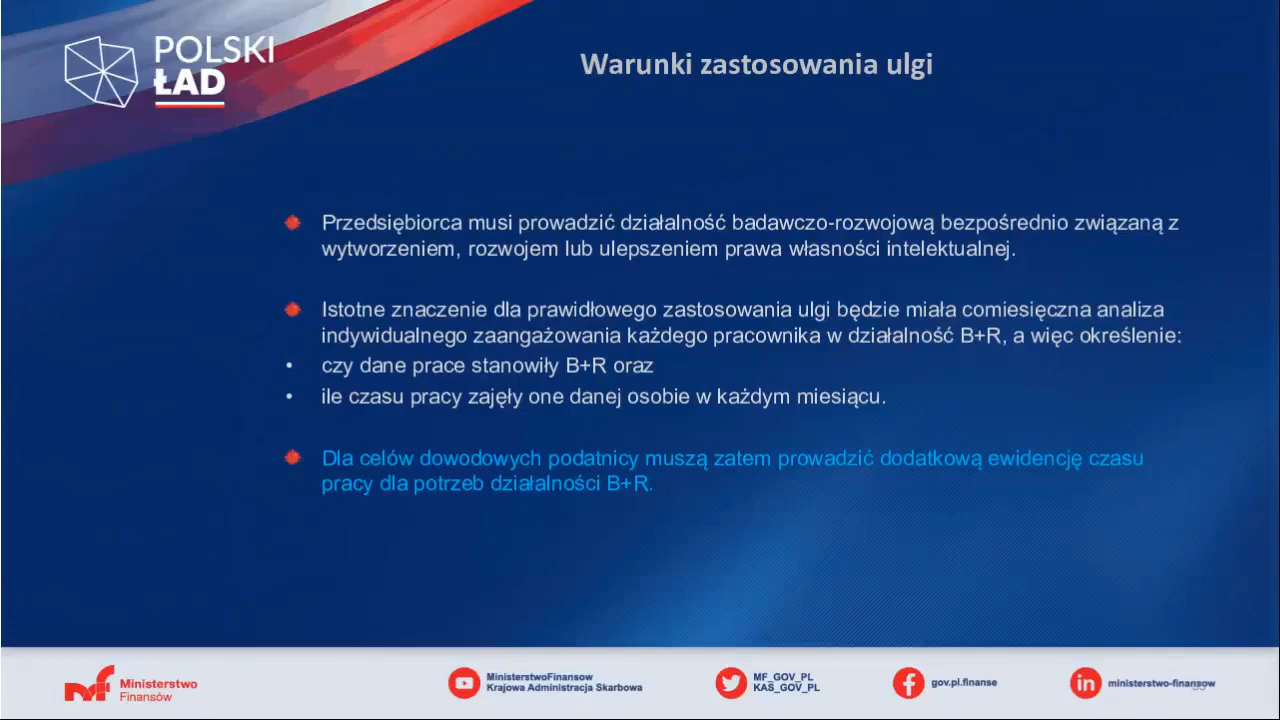 POLSKI
ŁAD
Warunki zastosowania ulgi
Przedsiębiorca musi prowadzić działalność badawczo-rozwojową bezpośrednio związaną z
wytworzeniem, rozwojem lub ulepszeniem prawa własności intelektualnej.
Istotne znaczenie dla prawidłowego zastosowania ulgi będzie miała comiesięczna analiza
indywidualnego zaangażowania każdego pracownika w działalność B+R, a więc określenie:
• czy dane prace stanowiły B+R oraz
• ile czasu pracy zajęły one danej osobie w każdym miesiącu.
Dla celów dowodowych podatnicy muszą zatem prowadzić dodatkową ewidencję czasu
pracy dla potrzeb działalności B+R.
Ministerstwo
Finansów
MinisterstwoFinansow
Krajowa Administracja Skarbowa
MF_GOV_PL
KAS_GOV_PL
gov.pl.finanse
ministerstwo-finansow